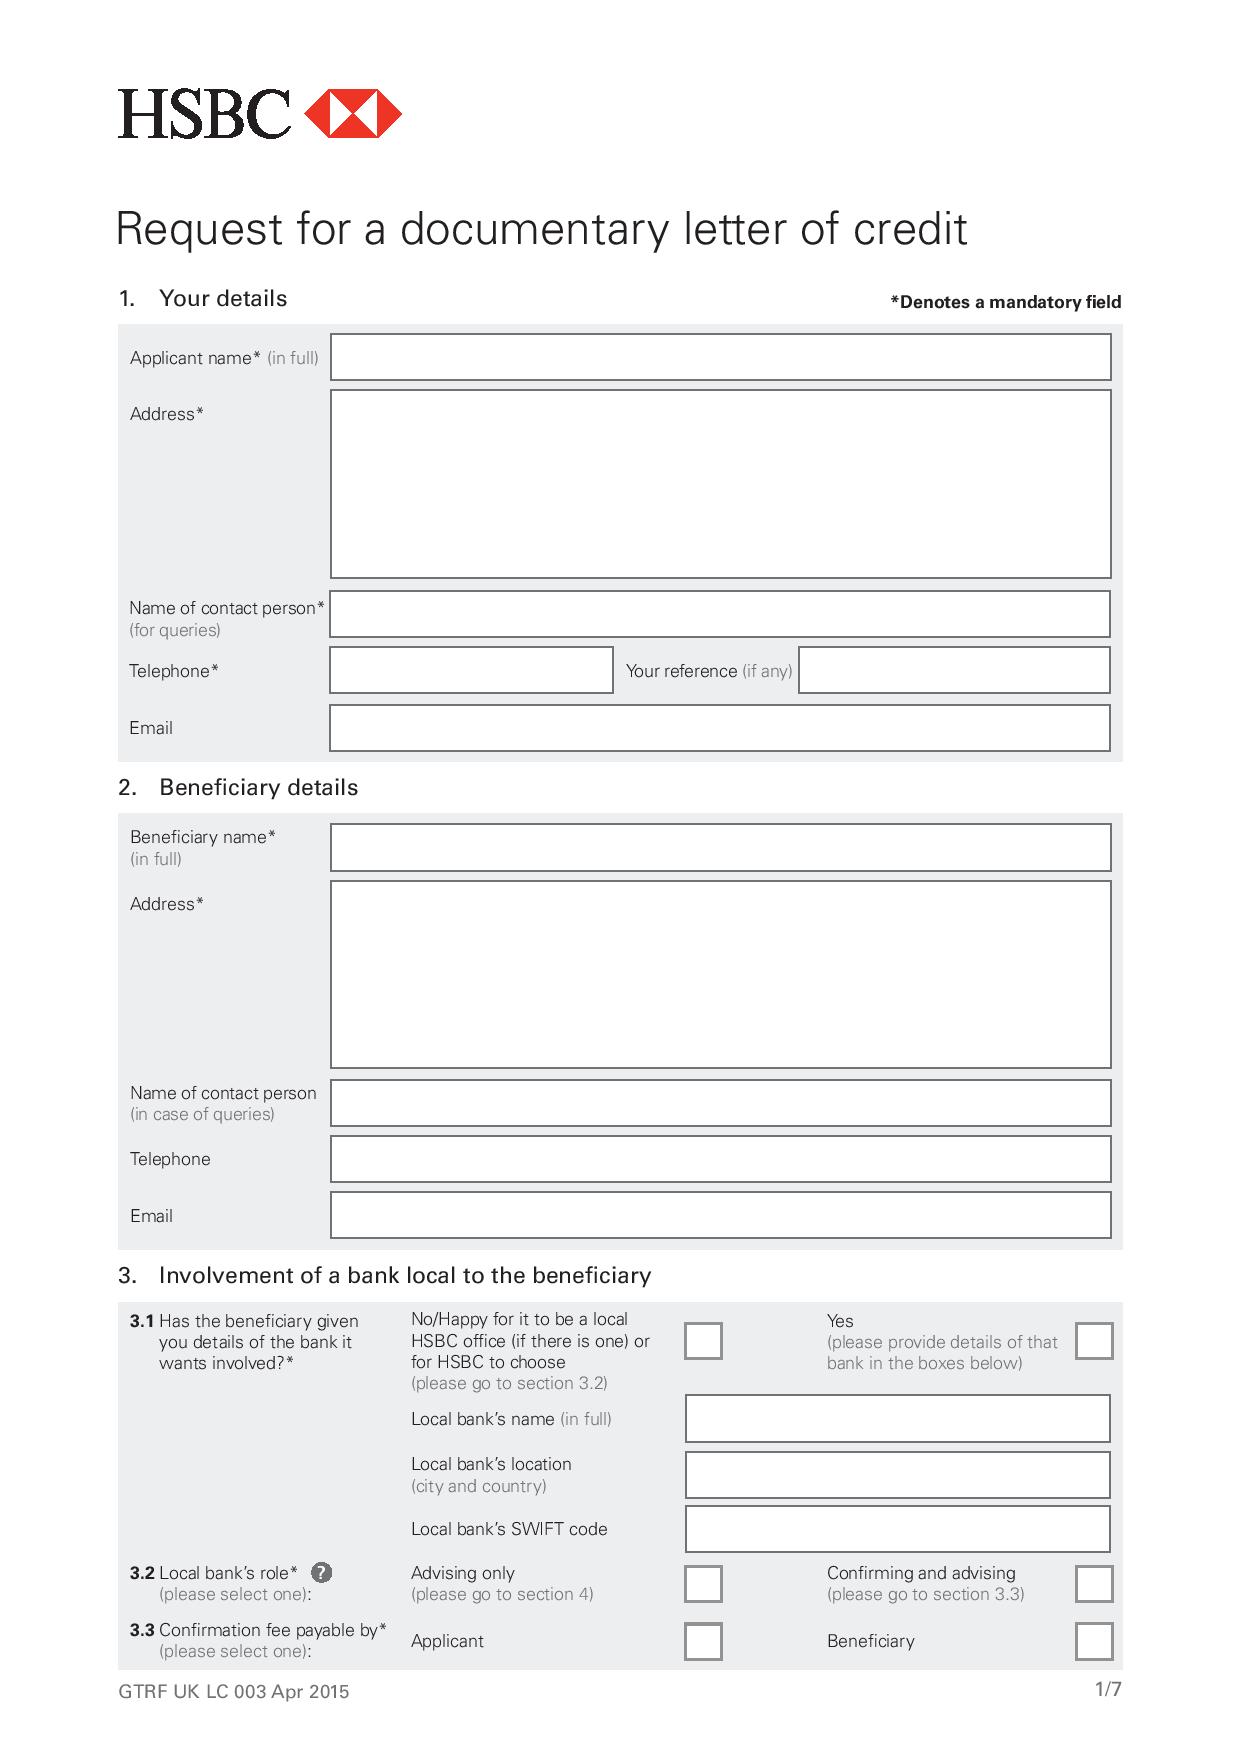 HSBC
Request for a documentary letter of credit
1. Your details
*Denotes a mandatory field
Applicant name* (in full)
Address*
Name of contact person*
(for queries)
Telephone*
Your reference (if any)
Email
2. Beneficiary details
Beneficiary name*
(in full)
Address*
Name of contact person
(in case of queries)
Telephone
Email
3. Involvement of a bank local to the beneficiary
3.1 Has the beneficiary given
you details of the bank it
wants involved?*
No/Happy for it to be a local
HSBC office (if there is one) or
for HSBC to choose
(please go to section 3.2)
Yes
(please provide details of that
bank in the boxes below)
Local bank’s name (in full)
Local bank’s location
(city and country)
Local bank’s SWIFT code
3.2 Local bank’s role* ?
(please select one):
Advising only
(please go to section 4)
Confirming and advising
(please go to section 3.3)
3.3 Confirmation fee payable by*
(please select one):
Applicant
Beneficiary
GTRF UK LC 003 Apr 2015
1/7